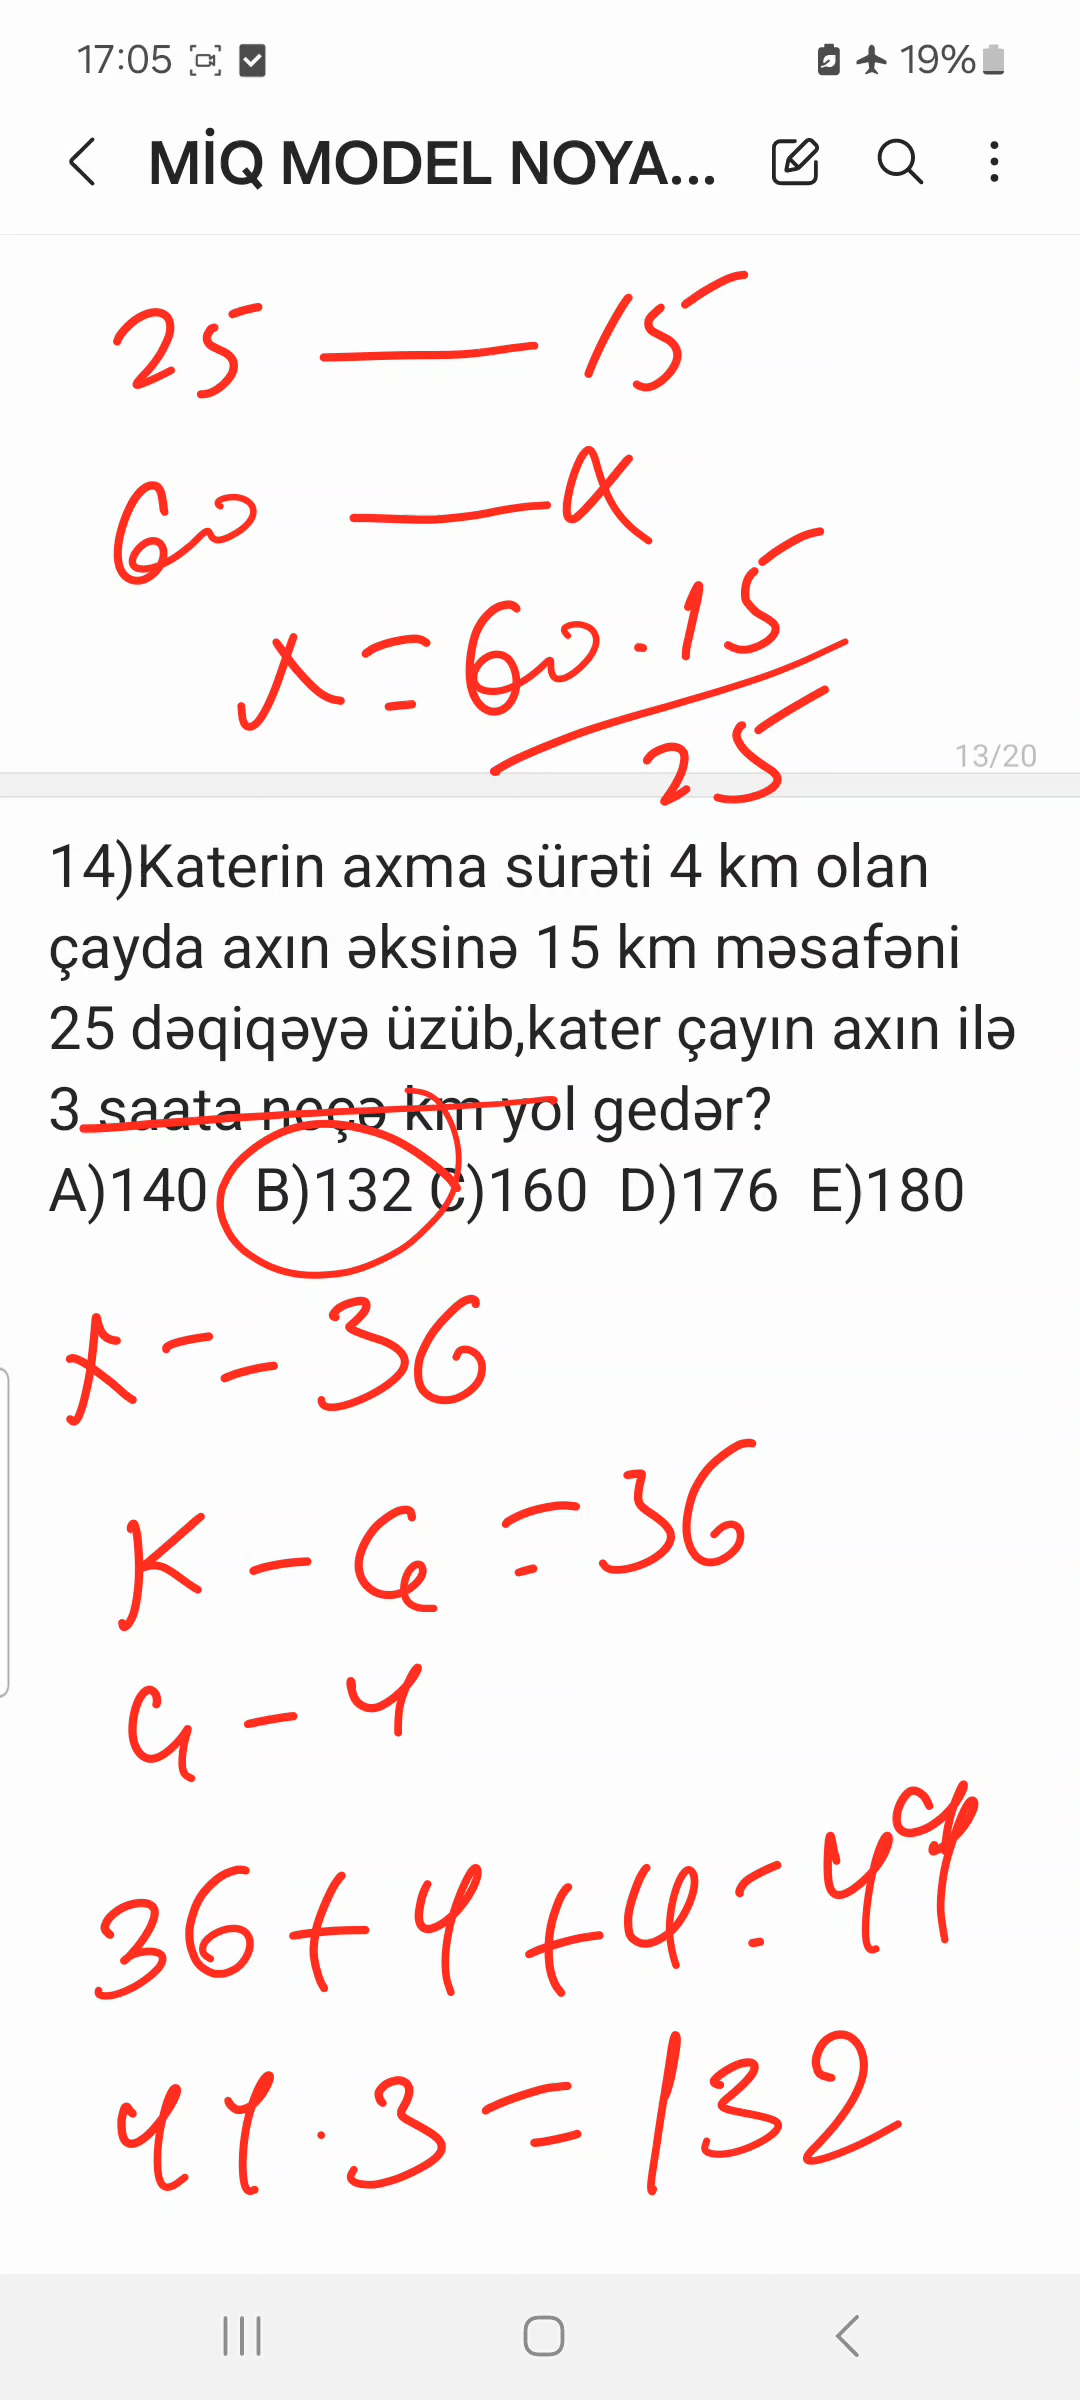 17:05 19%
MİQ MODEL NOYA...
25 — 15
60 — x
x = 60.15
25
13/20
14)Katerin axma sürəti 4 km olan
çayda axın əksinə 15 km məsafəni
25 dəqiqəyə üzüb,kater çayın axın ilə
3 saata neçə km yol gedər?
A)140 B)132 C)160 D)176 E)180
x = 36
K - Ç = 36
Ç - 4
36+4+4=44
44.3=132